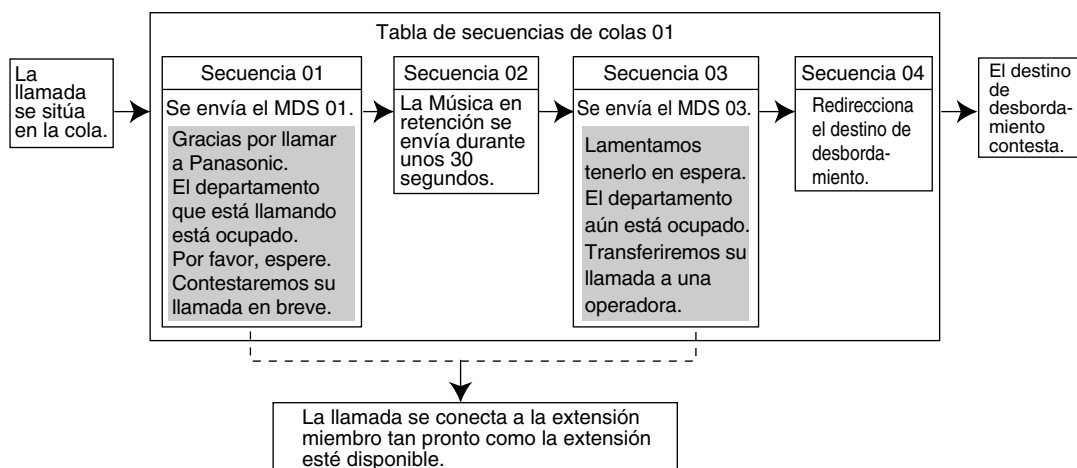 Tabla de secuencias de colas 01
La
llamada
se sitúa
en la cola.
Secuencia 01
Se envía el MDS 01.
Gracias por llamar
a Panasonic.
El departamento
que está llamando
está ocupado.
Por favor, espere.
Contestaremos su
llamada en breve.
Secuencia 02
La Música en
retención se
envía durante
unos 30
segundos.
Secuencia 03
Se envía el MDS 03.
Lamentamos
tenerlo en espera.
El departamento
aún está ocupado.
Transferiremos su
llamada a una
operadora.
Secuencia 04
Redirecciona
el destino de
desborda-
miento.
El destino
de
desborda-
miento
contesta.
La llamada se conecta a la extensión
miembro tan pronto como la extensión
esté disponible.